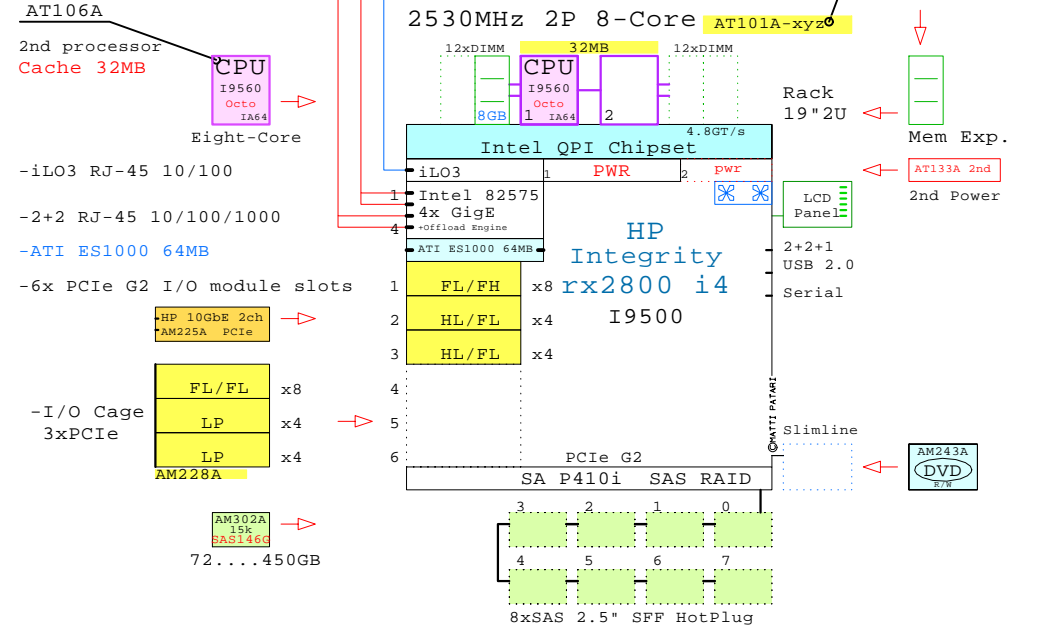 AT106A
2530MHz 2P 8-Core
AT101A-xyz
2nd processor
Cache 32MB
CPU
I9560
Octo
IA64
Eight-Core
12xDIMM
32MB
12xDIMM
8GB
CPU
I9560
Octo
1 IA64
2
Rack
19"2U
Mem Exp.
4.8GT/s
Intel QPI Chipset
-iLO3 RJ-45 10/100
iLO3
1 PWR
2 pwr
AT133A 2nd
2nd Power
1 Intel 82575
4x GigE
4 +Offload Engine
-2+2 RJ-45 10/100/1000
LCD
Panel
-ATI ES1000 64MB
ATI ES1000 64MB
HP
Integrity
rx2800 i4
I9500
2+2+1
USB 2.0
Serial
-6x PCIe G2 I/O module slots
1 FL/FH x8
2 HL/FL x4
3 HL/FL x4
4
5
6
HP 10GbE 2ch
AM225A PCIe
FL/FL x8
LP x4
LP x4
-I/O Cage
3xPCIe
AM228A
©MATTI PATARI
Slimline
AM243A
DVD
R/W
PCIe G2
SA P410i SAS RAID
AM302A
15k
SAS146G
72....450GB
3 2 1 0
4 5 6 7
8xSAS 2.5" SFF HotPlug